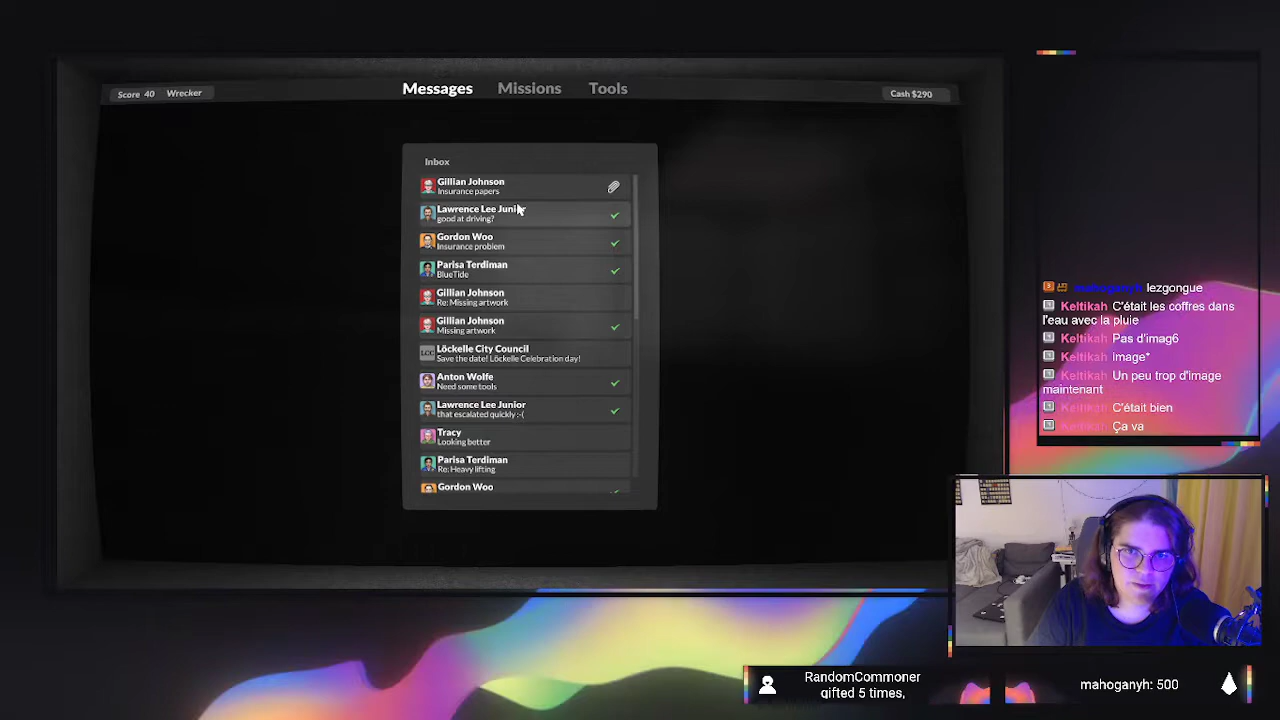 Score 40 Wrecker
Messages Missions Tools
Cash $290
Inbox
Gillian Johnson
Insurance papers
Lawrence Lee Junior
good at driving?
Gordon Woo
Insurance problem
Parisa Terdiman
BlueTide
Gillian Johnson
Re: Missing artwork
Gillian Johnson
Missing artwork
LCC
Löckelle City Council
Save the date! Löckelle Celebration day!
Anton Wolfe
Need some tools
Lawrence Lee Junior
that escalated quickly :-(
Tracy
Looking better
Parisa Terdiman
Re: Heavy lifting
Gordon Woo
mahoganyh lezgongue
Keltikah C'était les coffres dans
l'eau avec la pluie
Keltikah Pas d'imag6
Keltikah image*
Keltikah Un peu trop d'image
maintenant
Keltikah C'était bien
Keltikah Ça va
RandomCommoner
gifted 5 times,
mahoganyh: 500